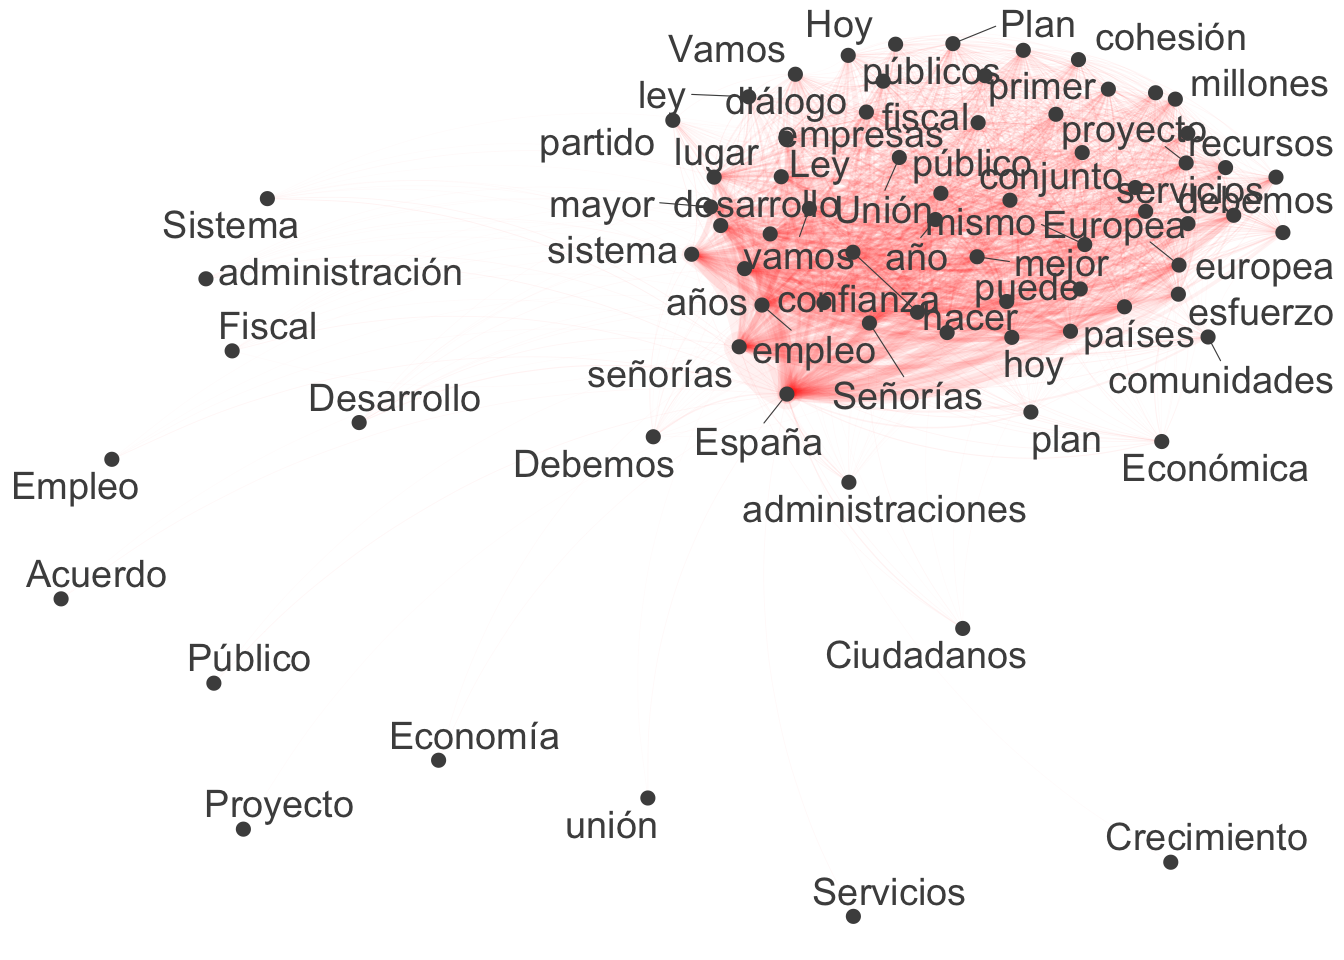 Hoy
Plan
cohesión
Vamos
públicos
primer
millones
ley
diálogo
fiscal
proyecto
partido
empresas
recursos
lugar
Ley
público
conjunto
servicios
mayor
desarrollo
Unión
debemos
mismo
Europea
Sistema
sistema
vamos
año
mejor
europea
administración
puede
años
confianza
esfuerzo
Fiscal
hacer
países
empleo
hoy
señorías
comunidades
Desarrollo
Señorías
España
plan
Debemos
Económica
Empleo
administraciones
Acuerdo
Ciudadanos
Público
Economía
Proyecto
unión
Crecimiento
Servicios